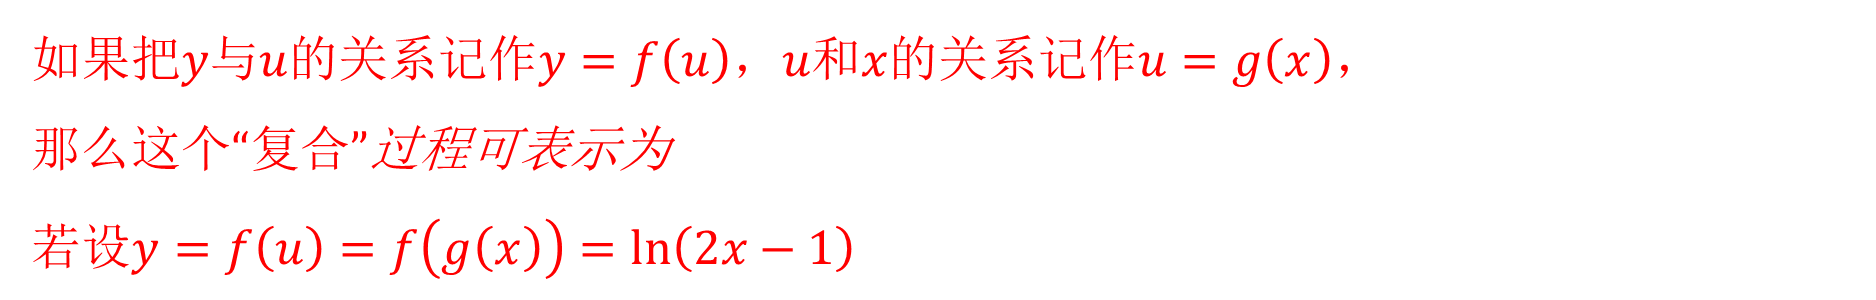 如果把y与u的关系记作y = f(u)，u和x的关系记作u = g(x)，
那么这个“复合”过程可表示为
若设y = f(u) = f(g(x)) = ln(2x − 1)